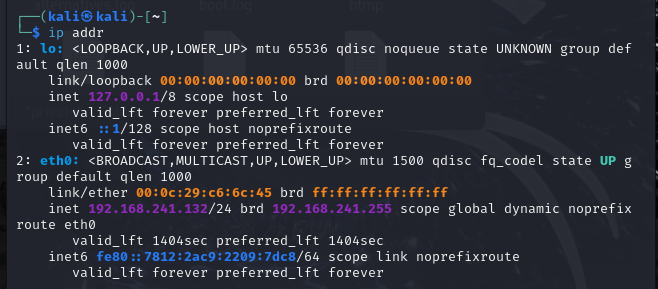 ┌──(kali㉿kali)-[~]
└─$ ip addr
1: lo: <LOOPBACK,UP,LOWER_UP> mtu 65536 qdisc noqueue state UNKNOWN group def
ault qlen 1000
    link/loopback 00:00:00:00:00:00 brd 00:00:00:00:00:00
    inet 127.0.0.1/8 scope host lo
       valid_lft forever preferred_lft forever
    inet6 ::1/128 scope host noprefixroute
       valid_lft forever preferred_lft forever
2: eth0: <BROADCAST,MULTICAST,UP,LOWER_UP> mtu 1500 qdisc fq_codel state UP g
roup default qlen 1000
    link/ether 00:0c:29:c6:6c:45 brd ff:ff:ff:ff:ff:ff
    inet 192.168.241.132/24 brd 192.168.241.255 scope global dynamic noprefix
route eth0
       valid_lft 1404sec preferred_lft 1404sec
    inet6 fe80::7812:2ac9:2209:7dc8/64 scope link noprefixroute
       valid_lft forever preferred_lft forever